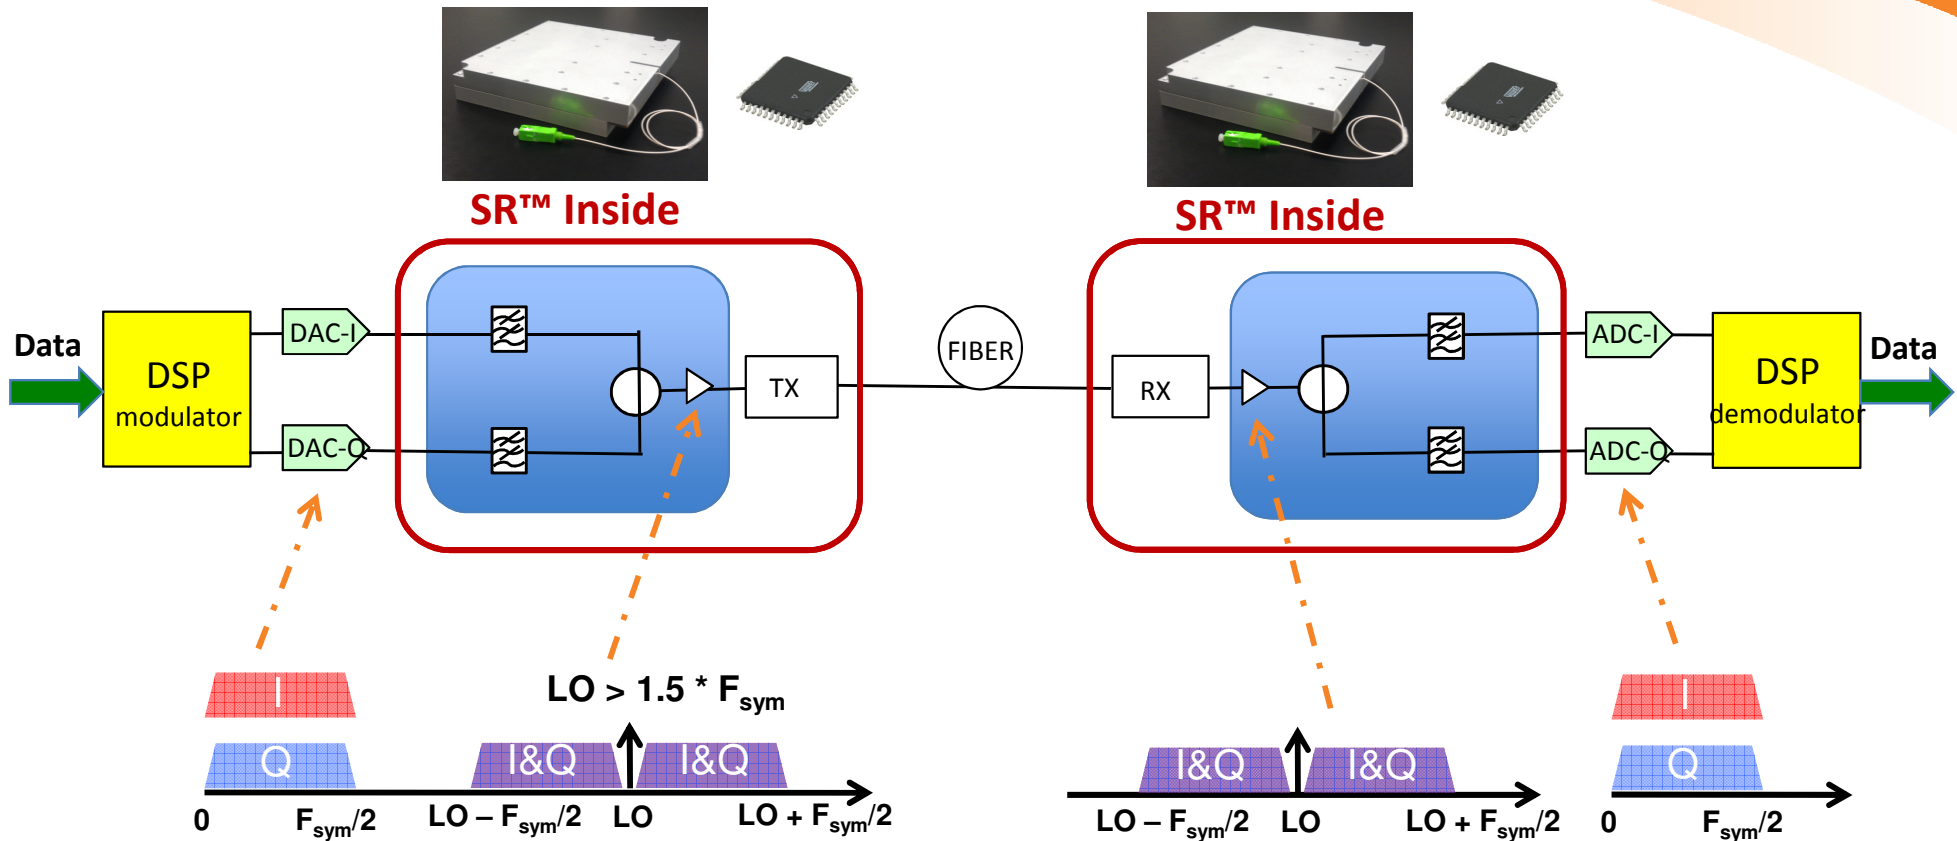 SR™ Inside
SR™ Inside
Data
DSP
modulator
DAC-I
DAC-Q
TX
FIBER
RX
ADC-I
ADC-Q
DSP
demodulator
Data
LO > 1.5 * Fsym
I
Q
I&Q
I&Q
0
Fsym/2
LO – Fsym/2
LO
LO + Fsym/2
I&Q
I&Q
LO – Fsym/2
LO
LO + Fsym/2
I
Q
0
Fsym/2